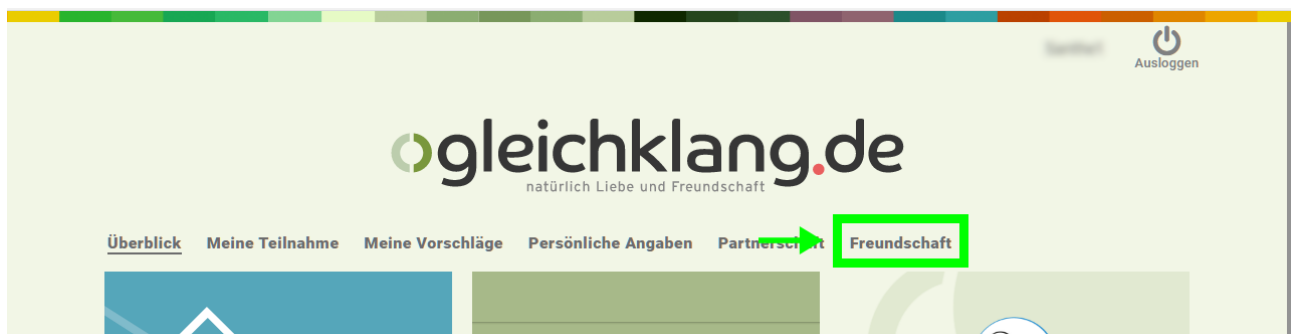 Ausloggen
gleichklang.de
natürlich Liebe und Freundschaft
Überblick Meine Teilnahme Meine Vorschläge Persönliche Angaben Partnerschaft Freundschaft